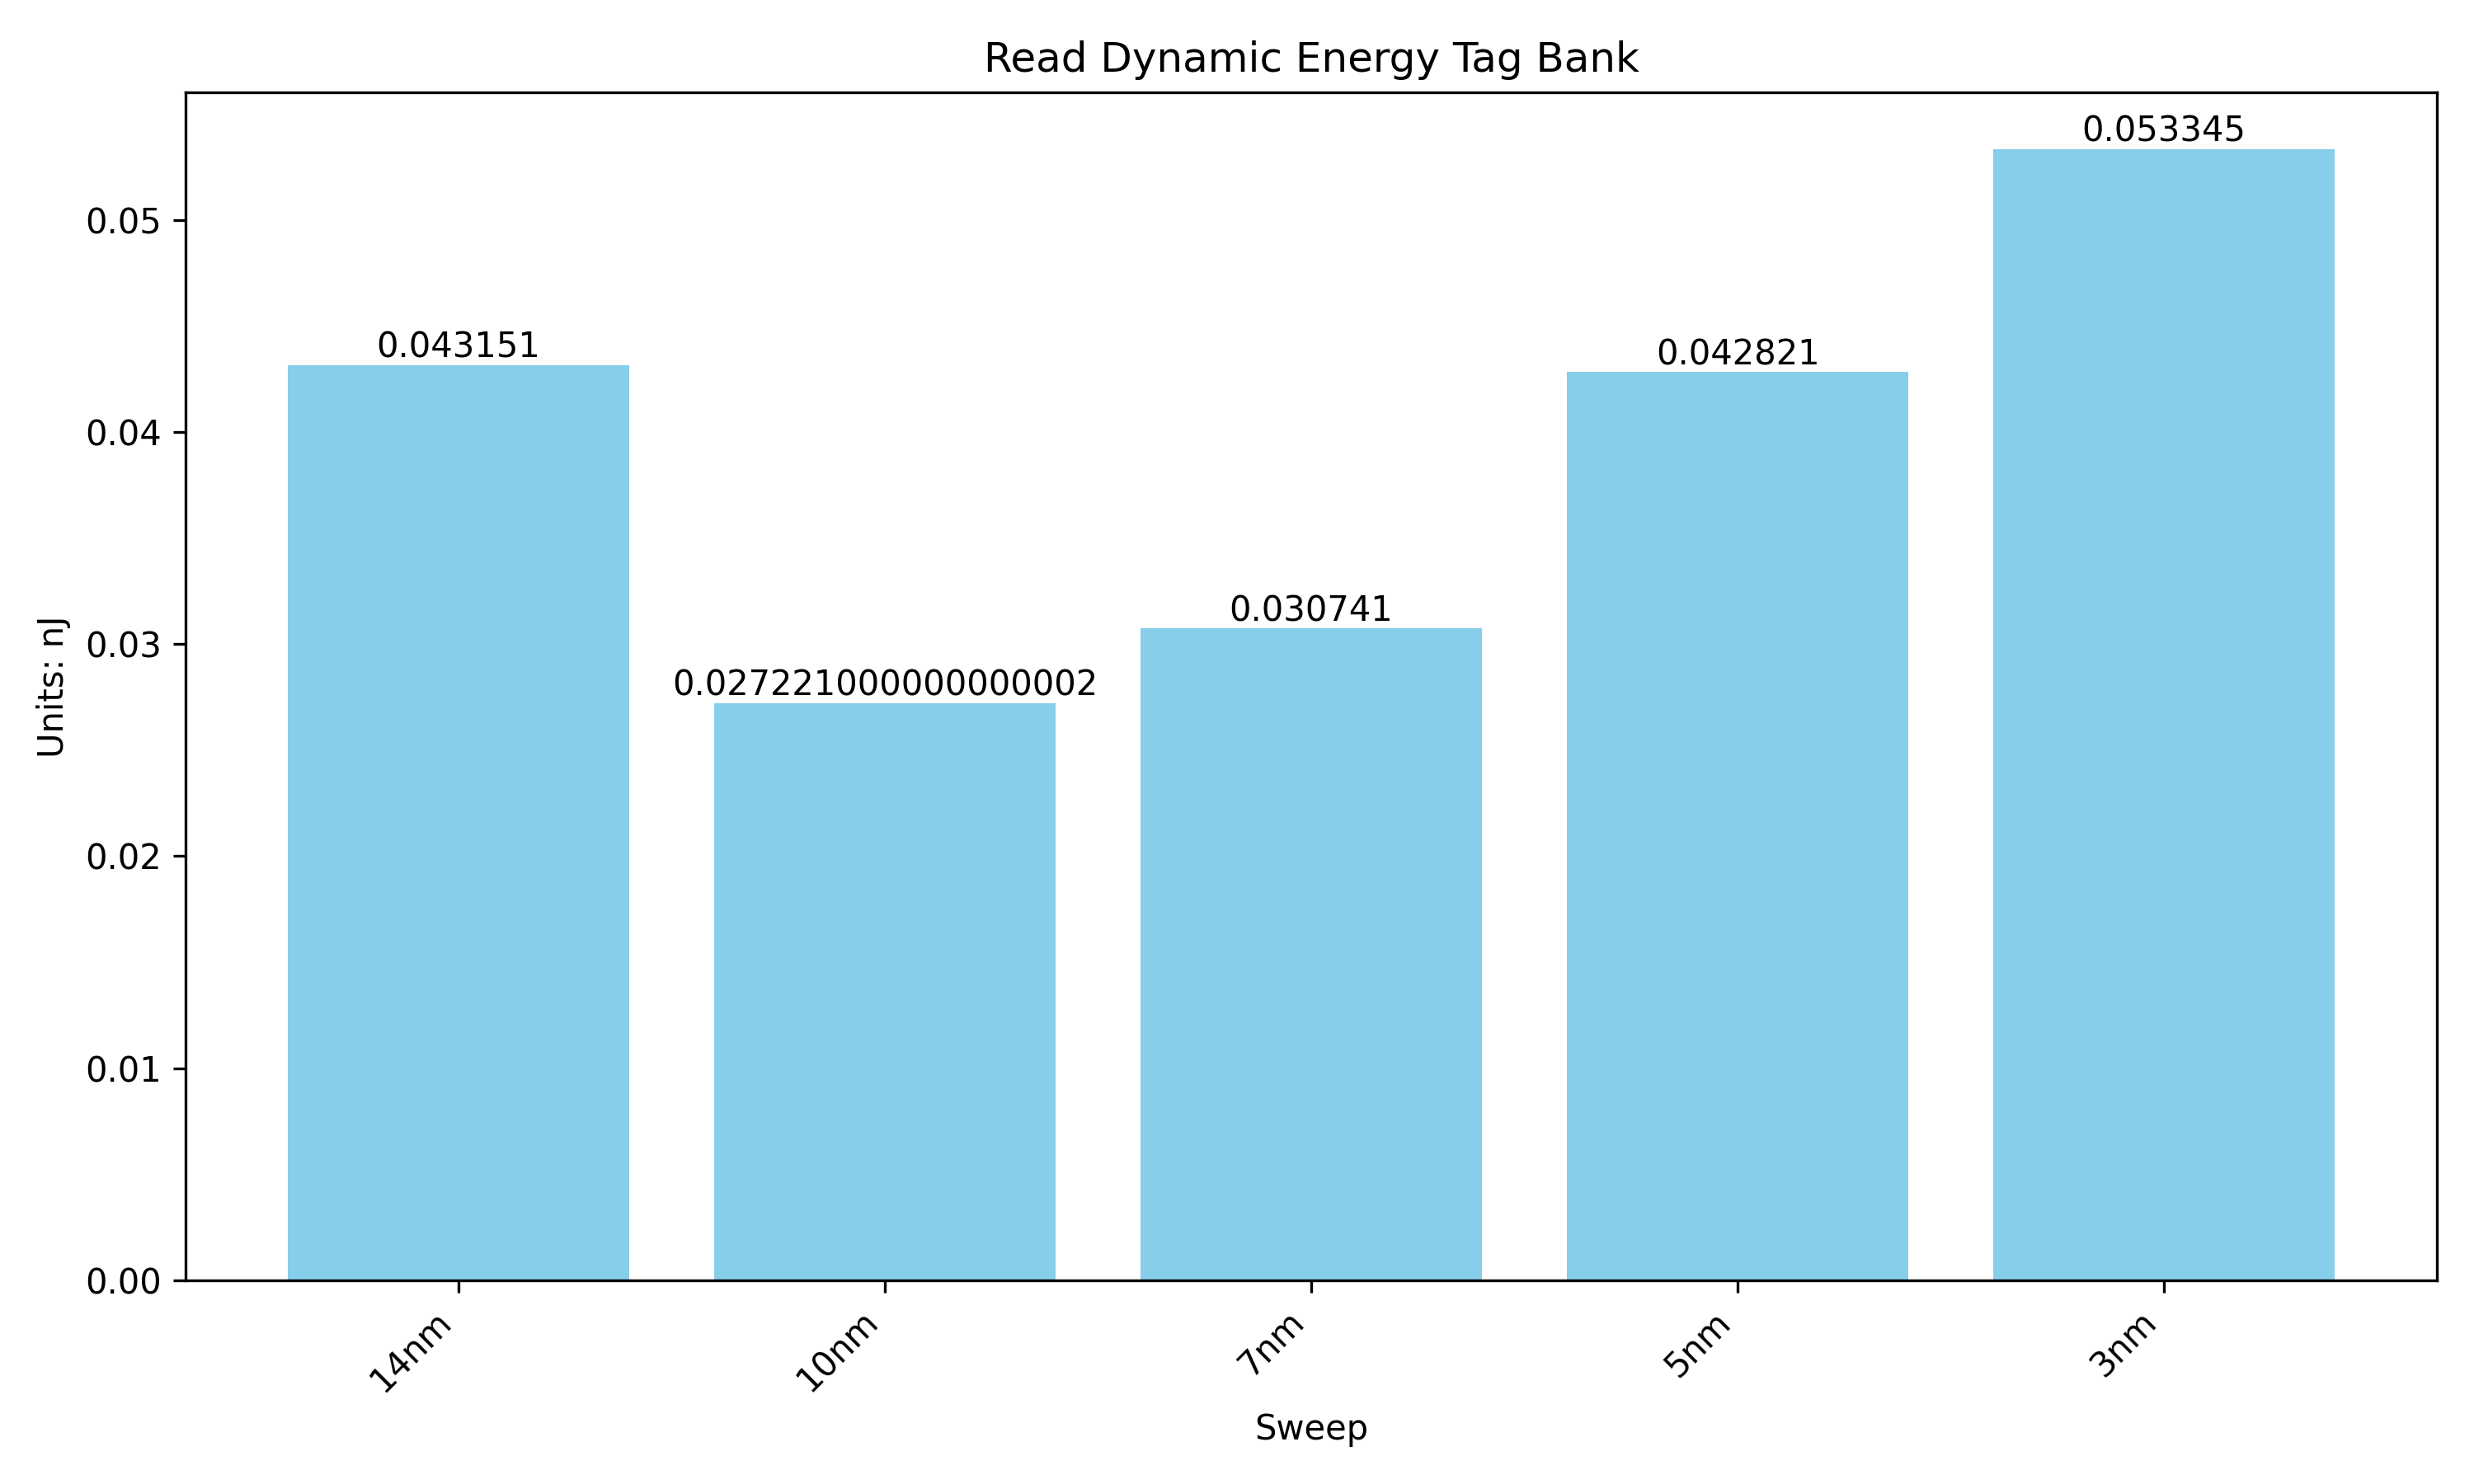 Read Dynamic Energy Tag Bank
Units: nJ
0.05
0.04
0.03
0.02
0.01
0.00
0.043151
0.027221000000000002
0.030741
0.042821
0.053345
14nm
10nm
7nm
5nm
3nm
Sweep